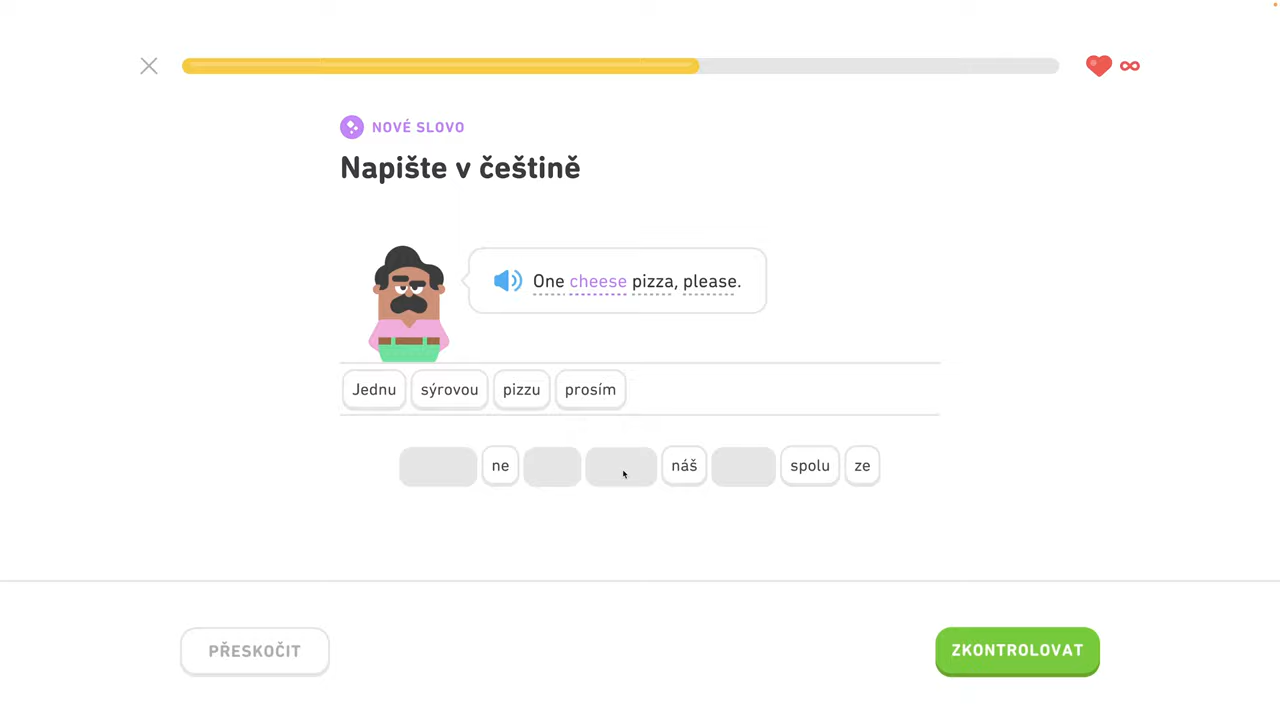 NOVÉ SLOVO
Napište v češtině
One cheese pizza, please.
Jednu sýrovou pizzu prosím
ne náš spolu ze
PŘESKOČIT ZKONTROLOVAT